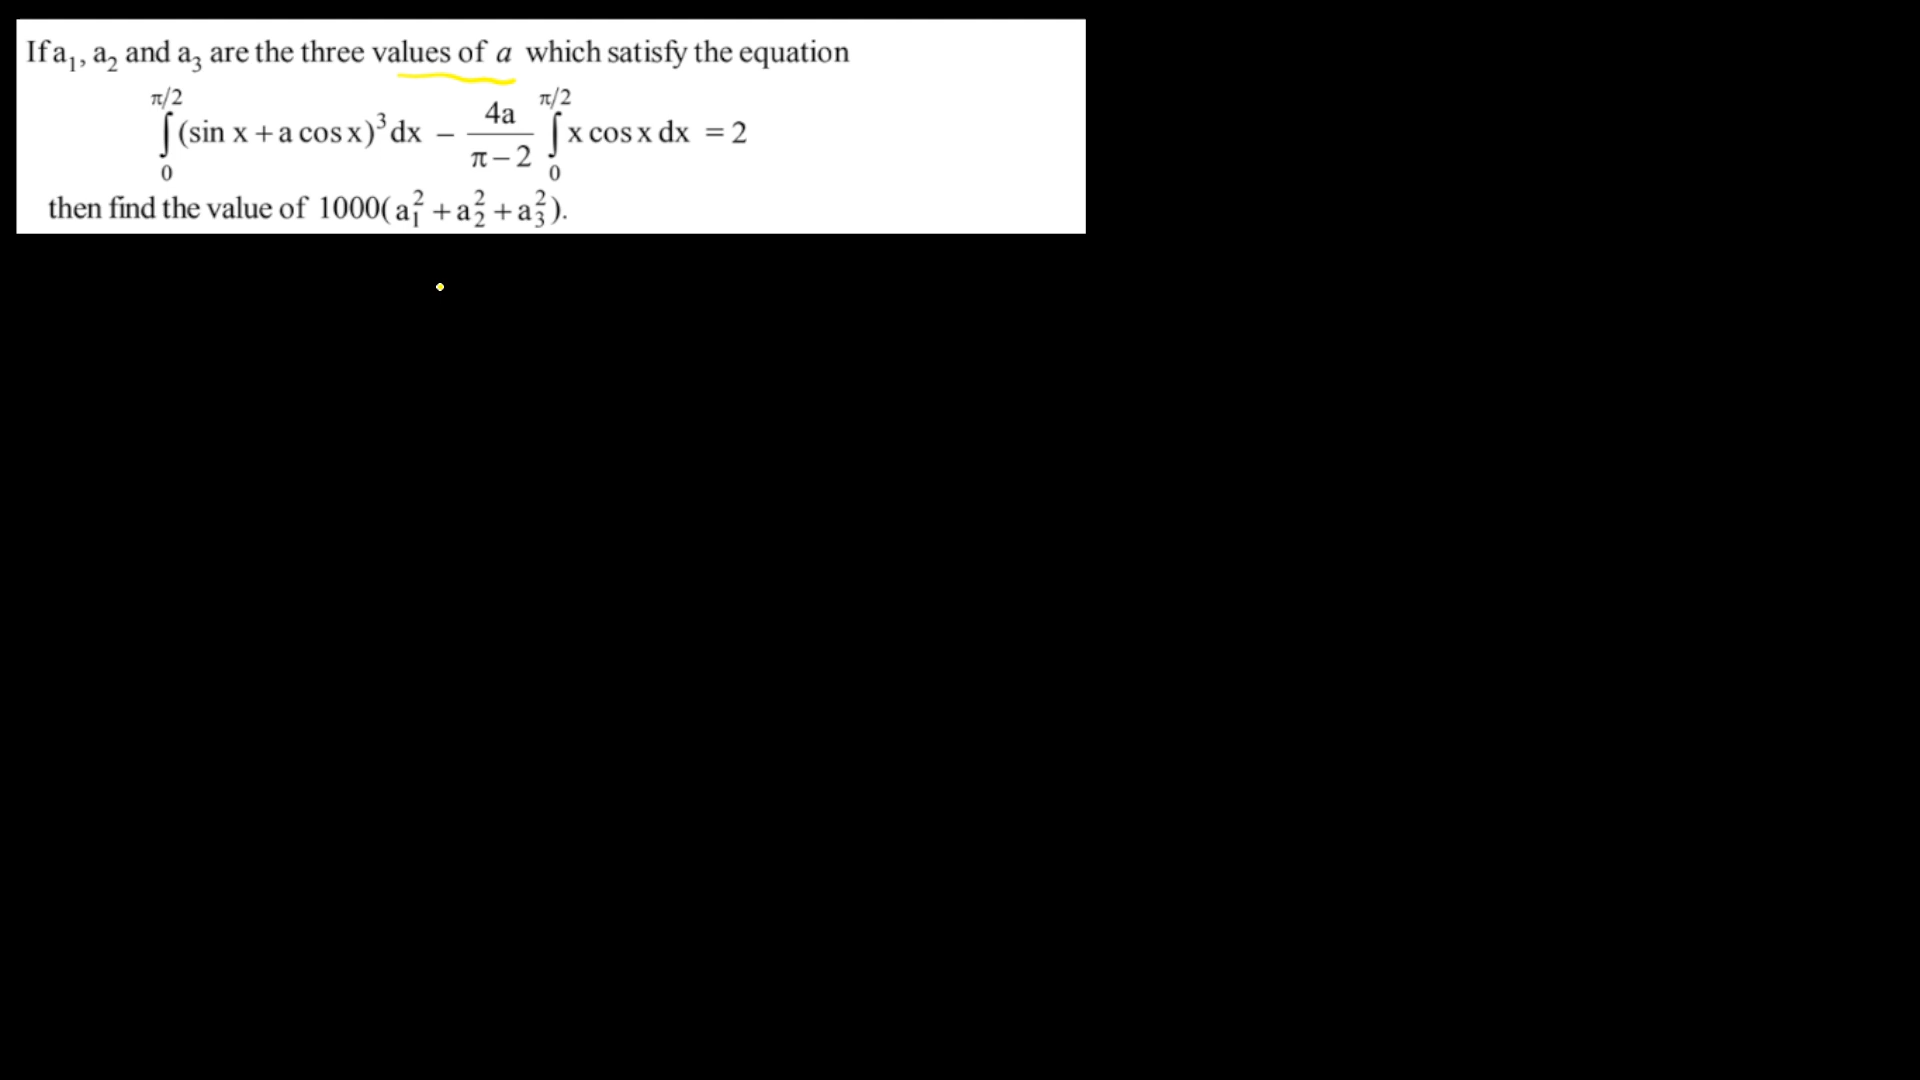 If a₁, a₂ and a₃ are the three values of a which satisfy the equation
∫₀^{π/2} (sin x + a cos x)³ dx − \frac{4a}{π − 2} ∫₀^{π/2} x cos x dx = 2
then find the value of 1000(a₁² + a₂² + a₃²).